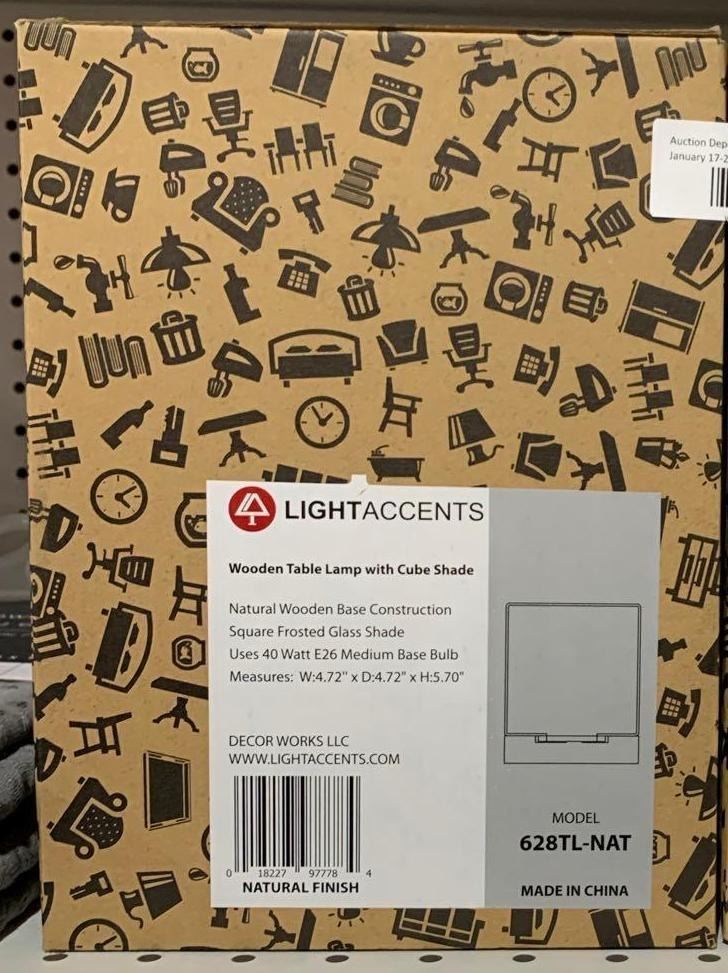 Auction Dep
January 17-2
LIGHTACCENTS
Wooden Table Lamp with Cube Shade
Natural Wooden Base Construction
Square Frosted Glass Shade
Uses 40 Watt E26 Medium Base Bulb
Measures: W:4.72" x D:4.72" x H:5.70"
DECOR WORKS LLC
WWW.LIGHTACCENTS.COM
0 18227 97778 4
NATURAL FINISH
MODEL
628TL-NAT
MADE IN CHINA